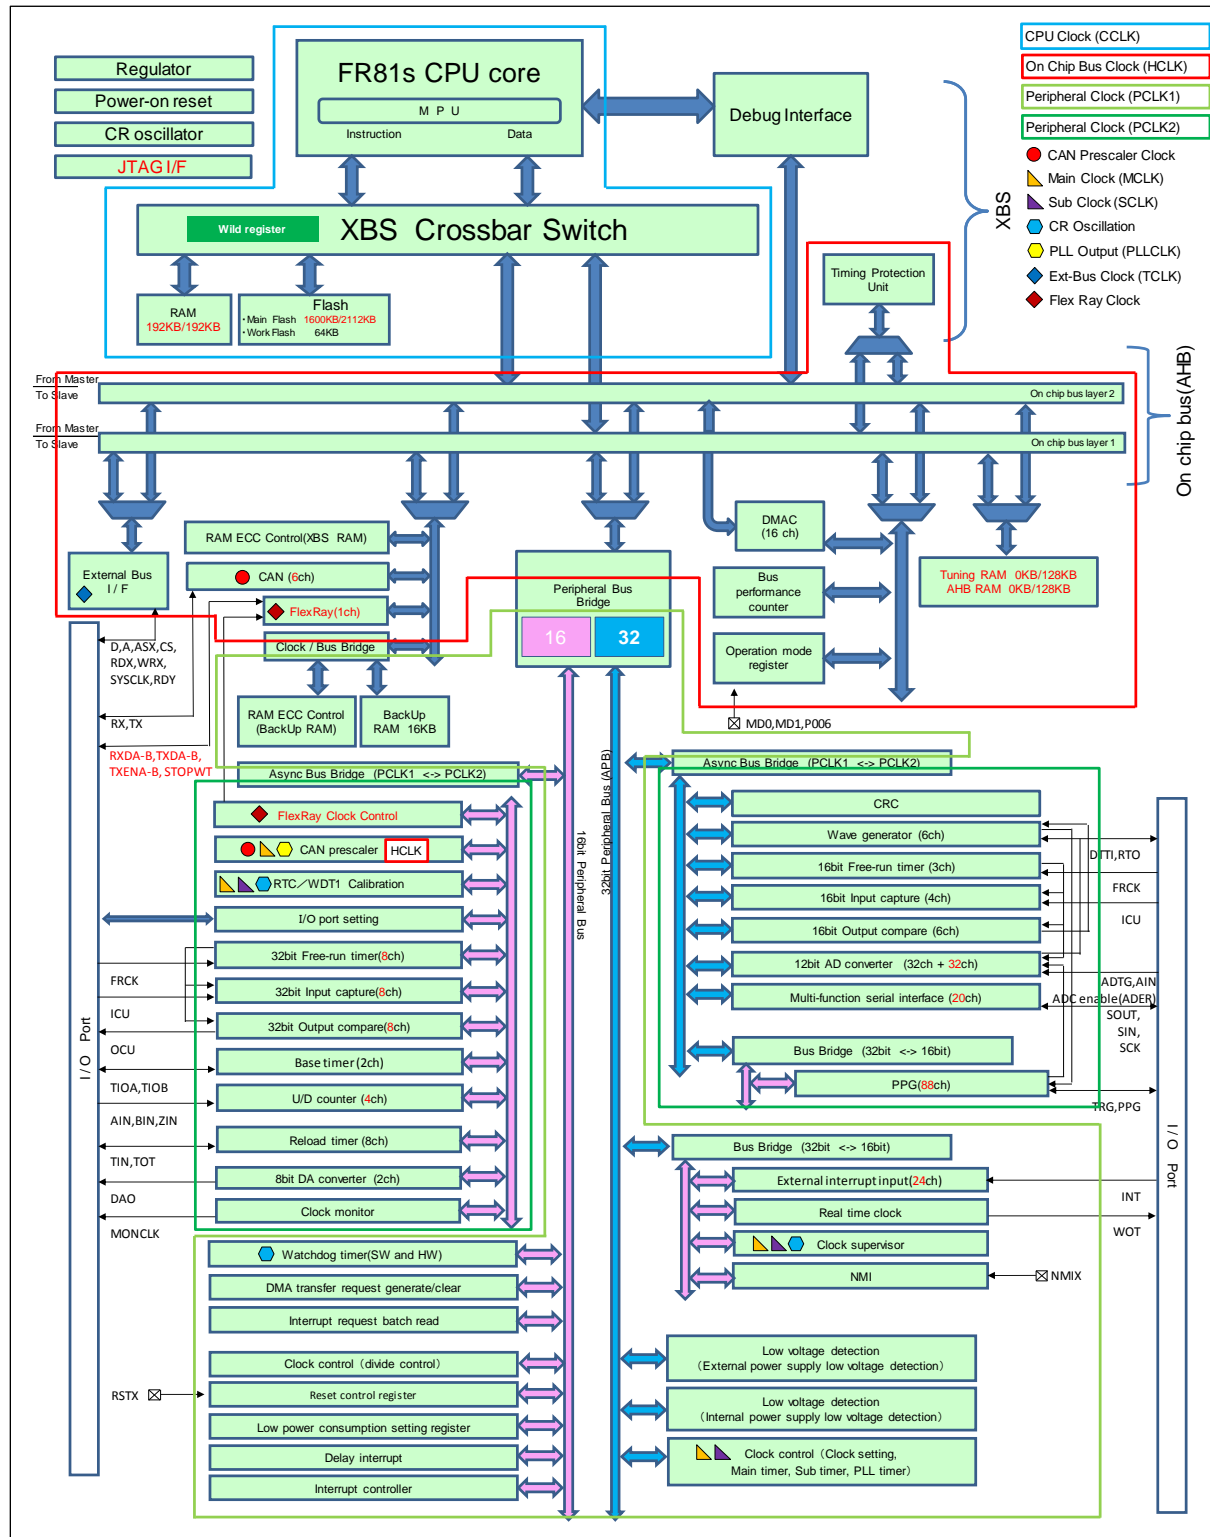 CPU Clock (CCLK)
On Chip Bus Clock (HCLK)
Peripheral Clock (PCLK1)
Peripheral Clock (PCLK2)
CAN Prescaler Clock
Main Clock (MCLK)
Sub Clock (SCLK)
CR Oscillation
PLL Output (PLLCLK)
Ext-Bus Clock (TCLK)
Flex Ray Clock
Regulator
Power-on reset
CR oscillator
JTAG I/F
FR81s CPU core
M P U
Instruction Data
Debug Interface
XBS
Wild register
XBS Crossbar Switch
RAM
192KB/192KB
Flash
・Main Flash 1600KB/2112KB
・Work Flash 64KB
Timing Protection
Unit
On chip bus(AHB)
From Master
To Slave
On chip bus layer 2
From Master
To Slave
On chip bus layer 1
External Bus
I / F
RAM ECC Control(XBS RAM)
CAN (6ch)
FlexRay(1ch)
Clock / Bus Bridge
RAM ECC Control
(BackUp RAM)
BackUp
RAM 16KB
Peripheral Bus
Bridge
16 32
DMAC
(16 ch)
Bus
performance
counter
Operation mode
register
MD0,MD1,P006
Tuning RAM 0KB/128KB
AHB RAM 0KB/128KB
D,A,ASX,CS,
RDX,WRX,
SYSCLK,RDY
RX,TX
RXDA-B,TXDA-B,
TXENA-B, STOPWT
I / O Port
Async Bus Bridge (PCLK1 <-> PCLK2)
FlexRay Clock Control
CAN prescaler HCLK
RTC／WDT1 Calibration
I/O port setting
32bit Free-run timer(8ch)
FRCK
32bit Input capture(8ch)
ICU
32bit Output compare(8ch)
OCU
Base timer (2ch)
TIOA,TIOB
U/D counter (4ch)
AIN,BIN,ZIN
Reload timer (8ch)
TIN,TOT
8bit DA converter (2ch)
DAO
Clock monitor
MONCLK
Watchdog timer(SW and HW)
DMA transfer request generate/clear
Interrupt request batch read
Clock control（divide control）
RSTX
Reset control register
Low power consumption setting register
Delay interrupt
Interrupt controller
16bit Peripheral Bus
32bit Peripheral Bus (APB)
Async Bus Bridge (PCLK1 <-> PCLK2)
CRC
Wave generator (6ch)
DTTI,RTO
16bit Free-run timer (3ch)
FRCK
16bit Input capture (4ch)
ICU
16bit Output compare (6ch)
12bit AD converter (32ch + 32ch)
ADTG,AIN
Multi-function serial interface (20ch)
ADC enable(ADER)
SOUT,
SIN,
SCK
Bus Bridge (32bit <-> 16bit)
PPG(88ch)
TRG,PPG
I / O Port
Bus Bridge (32bit <-> 16bit)
External interrupt input(24ch)
INT
Real time clock
WOT
Clock supervisor
NMI
NMIX
Low voltage detection
（External power supply low voltage detection）
Low voltage detection
（Internal power supply low voltage detection）
Clock control（Clock setting,
Main timer, Sub timer, PLL timer）